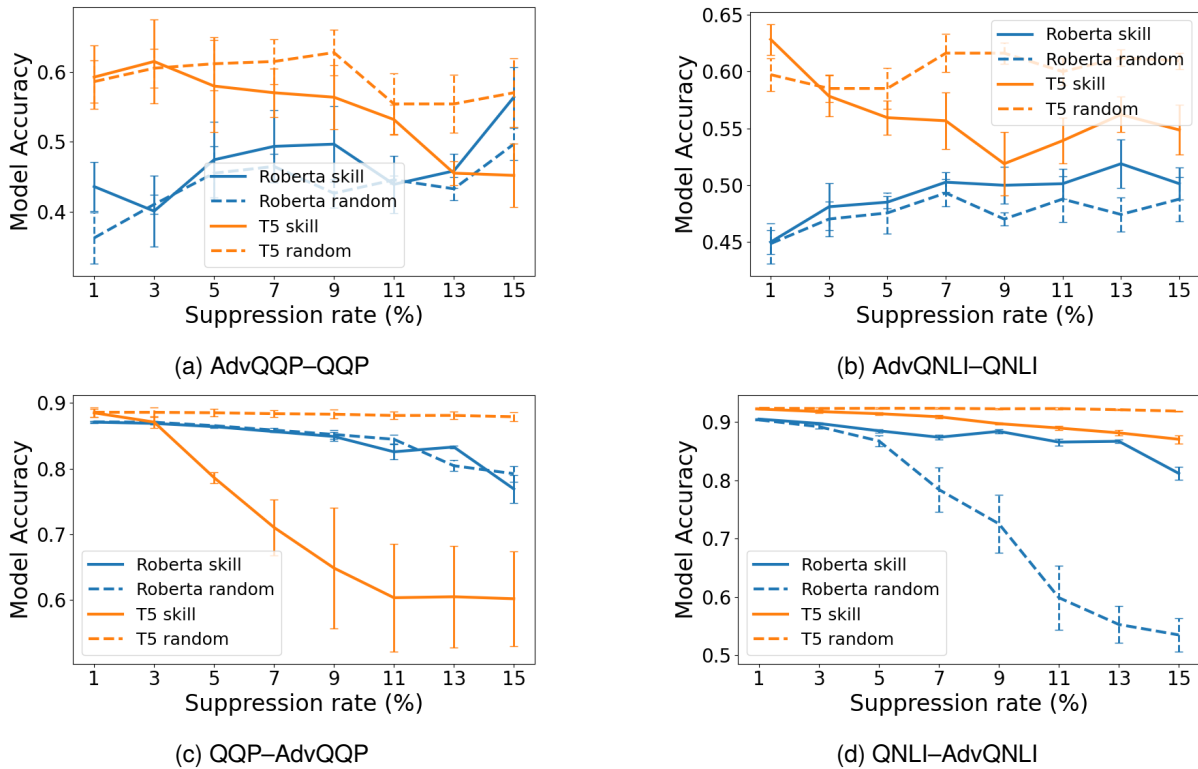 Model Accuracy
0.6
0.5
0.4
Roberta skill
Roberta random
T5 skill
T5 random
1 3 5 7 9 11 13 15
Suppression rate (%)
(a) AdvQQP–QQP
Model Accuracy
0.65
0.60
0.55
0.50
0.45
Roberta skill
Roberta random
T5 skill
T5 random
1 3 5 7 9 11 13 15
Suppression rate (%)
(b) AdvQNLI–QNLI
Model Accuracy
0.9
0.8
0.7
0.6
Roberta skill
Roberta random
T5 skill
T5 random
1 3 5 7 9 11 13 15
Suppression rate (%)
(c) QQP–AdvQQP
Model Accuracy
0.9
0.8
0.7
0.6
0.5
Roberta skill
Roberta random
T5 skill
T5 random
1 3 5 7 9 11 13 15
Suppression rate (%)
(d) QNLI–AdvQNLI